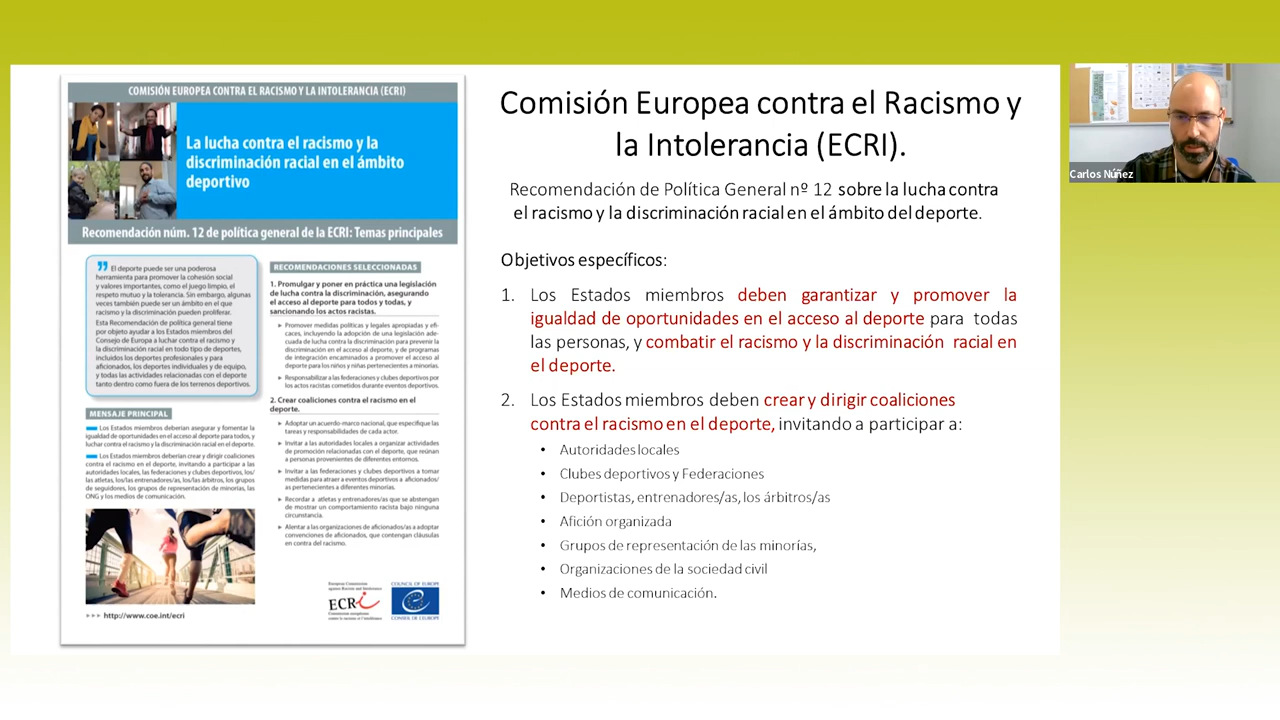 COMISIÓN EUROPEA CONTRA EL RACISMO Y LA INTOLERANCIA (ECRI)
La lucha contra el racismo y la
discriminación racial en el ámbito
deportivo
Recomendación núm. 12 de política general de la ECRI: Temas principales
El deporte puede ser una poderosa
herramienta para promover la cohesión social
y valores importantes, como el juego limpio, el
respeto mutuo y la tolerancia. Sin embargo, algunas
veces también puede ser un ámbito en el que
racismo y la discriminación pueden proliferar.
Esta Recomendación de política general tiene
por objeto ayudar a los Estados miembros del
Consejo de Europa a luchar contra el racismo y
la discriminación racial en todo tipo de deportes,
incluidos los deportes profesionales y para
aficionados, los deportes individuales y de equipo,
y todas las actividades relacionadas con el deporte
tanto dentro como fuera de los terrenos deportivos.
MENSAJE PRINCIPAL
Los Estados miembros deberían asegurar y fomentar la
igualdad de oportunidades en el acceso al deporte para todos, y
luchar contra el racismo y la discriminación racial en el deporte.
Los Estados miembros deberían crear y dirigir coaliciones
contra el racismo en el deporte, invitando a participar a las
autoridades locales, las federaciones y clubes deportivos, los/
las atletas, los/las entrenadores/as, los/las árbitros, los grupos
de seguidores, los grupos de representación de minorías, las
ONG y los medios de comunicación.
>>> http://www.coe.int/ecri
RECOMENDACIONES SELECCIONADAS
1. Promulgar y poner en práctica una legislación
de lucha contra la discriminación, asegurando
el acceso al deporte para todos y todas, y
sancionando los actos racistas.
► Promover medidas políticas y legales apropiadas y efi-
caces, incluyendo la adopción de una legislación ade-
cuada de lucha contra la discriminación para prevenir la
discriminación en el acceso al deporte, y de programas
de integración encaminados a promover el acceso al
deporte para los niños y niñas pertenecientes a minorías.
► Responsabilizar a las federaciones y clubes deportivos por
los actos racistas cometidos durante eventos deportivos.
2. Crear coaliciones contra el racismo en el
deporte.
► Adoptar un acuerdo-marco nacional, que especifique las
tareas y responsabilidades de cada actor.
► Invitar a las autoridades locales a organizar actividades
de promoción relacionadas con el deporte, que reúnan
a personas provenientes de diferentes entornos.
► Invitar a las federaciones y clubes deportivos a tomar
medidas para atraer a eventos deportivos a aficionados/
as pertenecientes a diferentes minorías.
► Recordar a atletas y entrenadores/as que se abstengan
de mostrar un comportamiento racista bajo ninguna
circunstancia.
► Alentar a las organizaciones de aficionados/as a adoptar
convenciones de aficionados, que contengan cláusulas
en contra del racismo.
European Commission
against Racism and Intolerance
ECRI
Commission européenne
contre le racisme et l'intolérance
COUNCIL OF EUROPE
CONSEIL DE L'EUROPE
Comisión Europea contra el Racismo y
la Intolerancia (ECRI).
Recomendación de Política General nº 12 sobre la lucha contra
el racismo y la discriminación racial en el ámbito del deporte.
Objetivos específicos:
1. Los Estados miembros deben garantizar y promover la
igualdad de oportunidades en el acceso al deporte para todas
las personas, y combatir el racismo y la discriminación racial en
el deporte.
2. Los Estados miembros deben crear y dirigir coaliciones
contra el racismo en el deporte, invitando a participar a:
• Autoridades locales
• Clubes deportivos y Federaciones
• Deportistas, entrenadores/as, los árbitros/as
• Afición organizada
• Grupos de representación de las minorías,
• Organizaciones de la sociedad civil
• Medios de comunicación.
Carlos Núñez